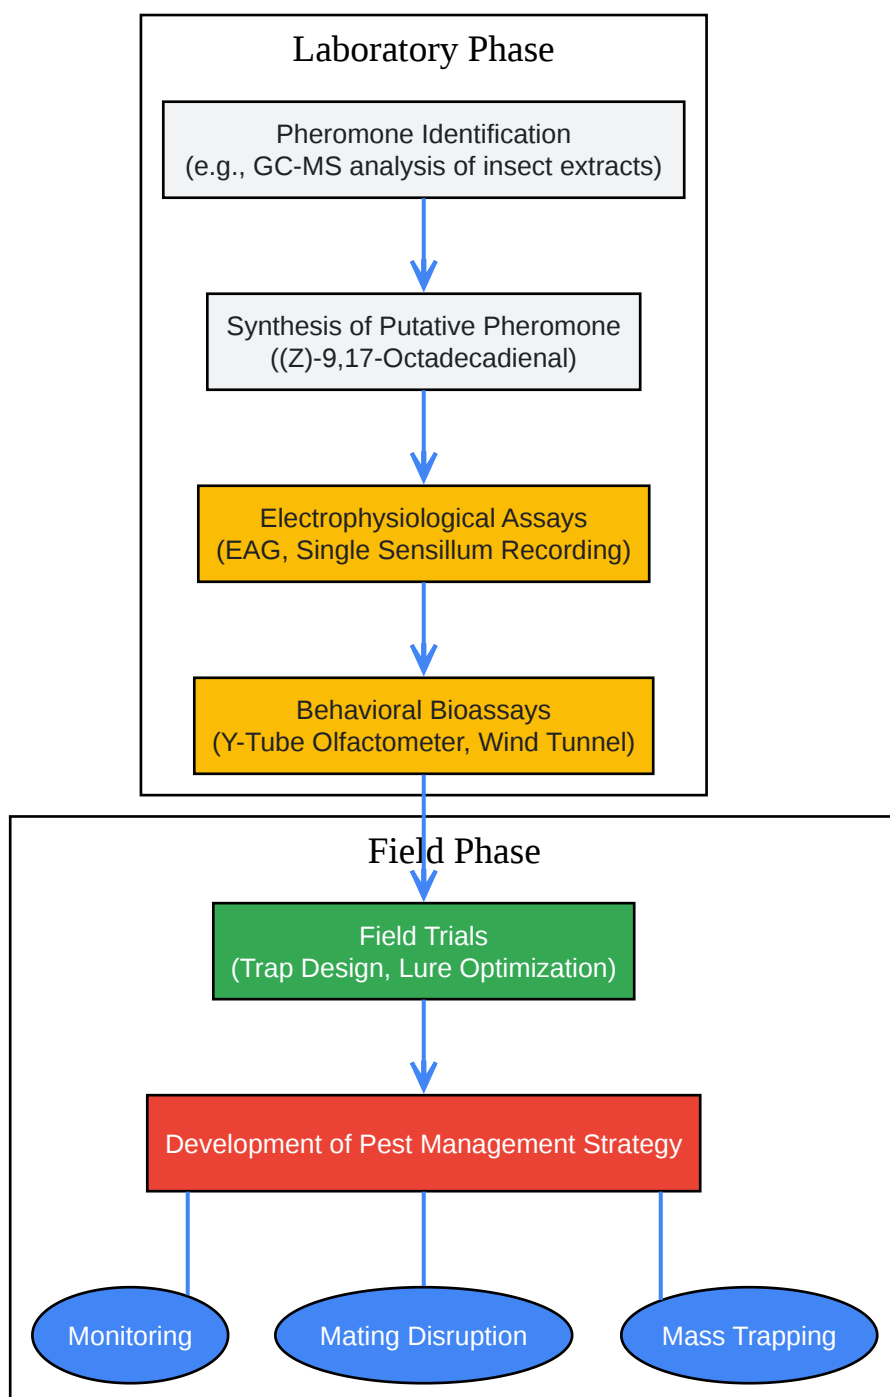 Laboratory Phase
Pheromone Identification
(e.g., GC-MS analysis of insect extracts)
Synthesis of Putative Pheromone
((Z)-9,17-Octadecadienal)
Electrophysiological Assays
(EAG, Single Sensillum Recording)
Behavioral Bioassays
(Y-Tube Olfactometer, Wind Tunnel)
Field Phase
Field Trials
(Trap Design, Lure Optimization)
Development of Pest Management Strategy
Monitoring
Mating Disruption
Mass Trapping